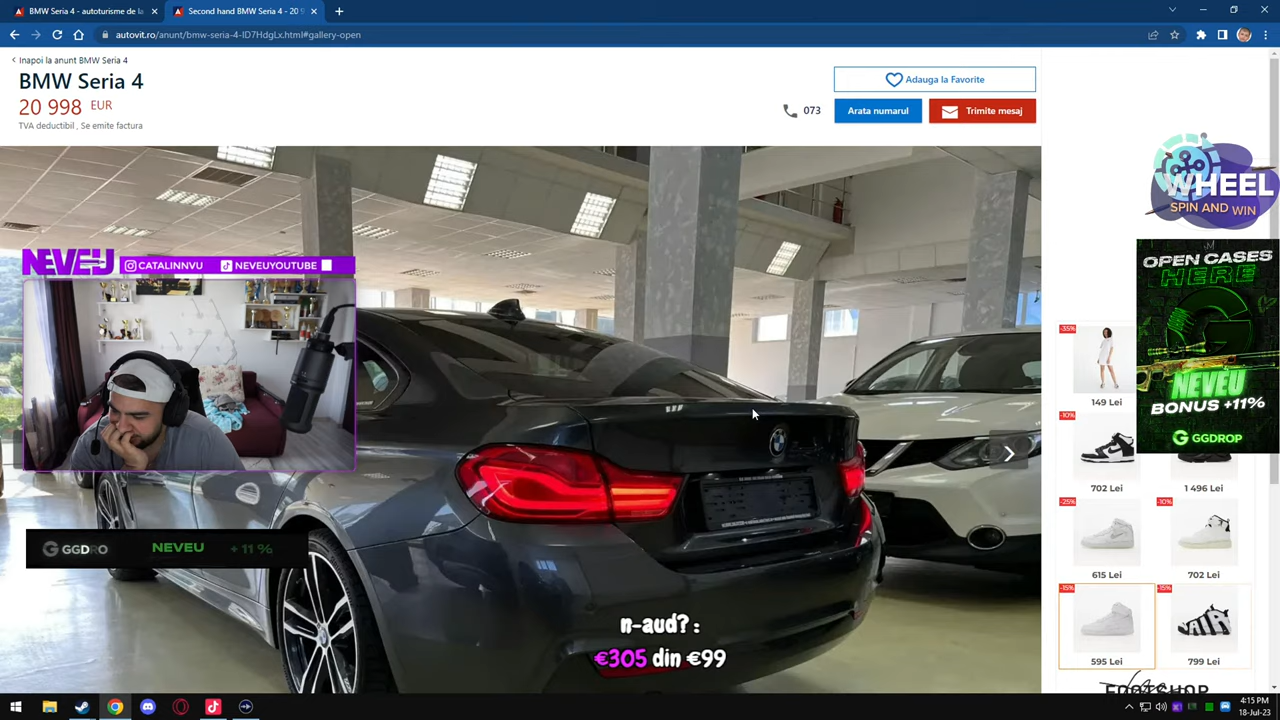 BMW Seria 4 - autoturisme de la
Second hand BMW Seria 4 - 20 9
autovit.ro/anunt/bmw-seria-4-ID7HdgLx.html#gallery-open
Inapoi la anunt BMW Seria 4
BMW Seria 4
20 998 EUR
TVA deductibil , Se emite factura
Adauga la Favorite
073
Arata numarul
Trimite mesaj
WHEEL
SPIN AND WIN
OPEN CASES
HERE
NEVEU
BONUS +11%
GGDROP
NEVEU
CATALINNVU
NEVEUYOUTUBE
-35%
149 Lei
-10%
702 Lei
1 496 Lei
-25%
615 Lei
-10%
702 Lei
-15%
595 Lei
-15%
799 Lei
FOOTSHOP
GGDRO
NEVEU
+ 11 %
n-aud? :
€305 din €99
4:15 PM
18-Jul-23